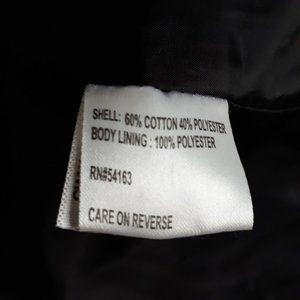 SHELL: 60% COTTON 40% POLYESTER
BODY LINING : 100% POLYESTER
RN#54163
CARE ON REVERSE